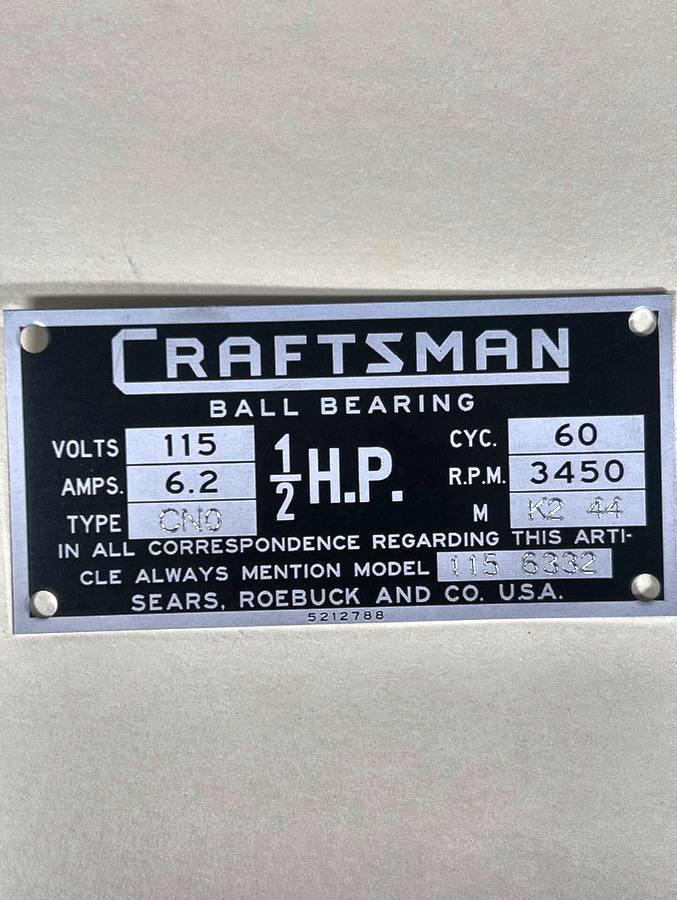 CRAFTSMAN
BALL BEARING
VOLTS 115
AMPS. 6.2
TYPE CNO
1/2 H.P.
CYC. 60
R.P.M. 3450
M K2 44
IN ALL CORRESPONDENCE REGARDING THIS ARTI-
CLE ALWAYS MENTION MODEL 115 6332
SEARS, ROEBUCK AND CO. U.S.A.
5212788